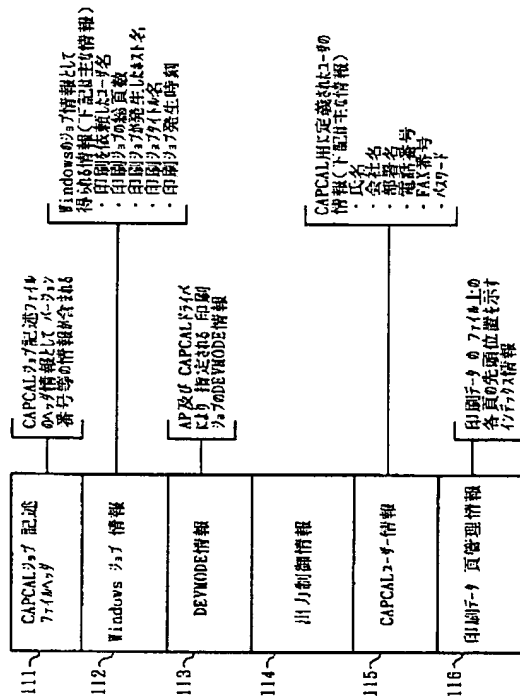 111
CAPCALジョブ記述
ファイルヘッダ
CAPCALジョブ記述ファイル
のヘッダ情報として バージョン
番号等の情報が含まれる
112
Windows ジョブ 情報
Windowsのジョブ情報として
得られる情報(下記は主な情報)
・印刷を依頼したユーザ名
・印刷ジョブの総頁数
・印刷ジョブが発生したホスト名
・印刷ジョブタイトル名
・印刷ジョブ発生時刻
113
DEVMODE情報
AP及び CAPCALドライバ
により 指定される 印刷
ジョブのDEVMODE情報
114
出力制御情報
115
CAPCALユーザー情報
CAPCAL用に定義されたユーザの
情報(下記は主な情報)
・氏名
・会社名
・部署名
・電話番号
・FAX番号
・パスワード
116
印刷データ 頁管理情報
印刷データ の ファイル上の
各頁の先頭位置を示す
インデックス情報